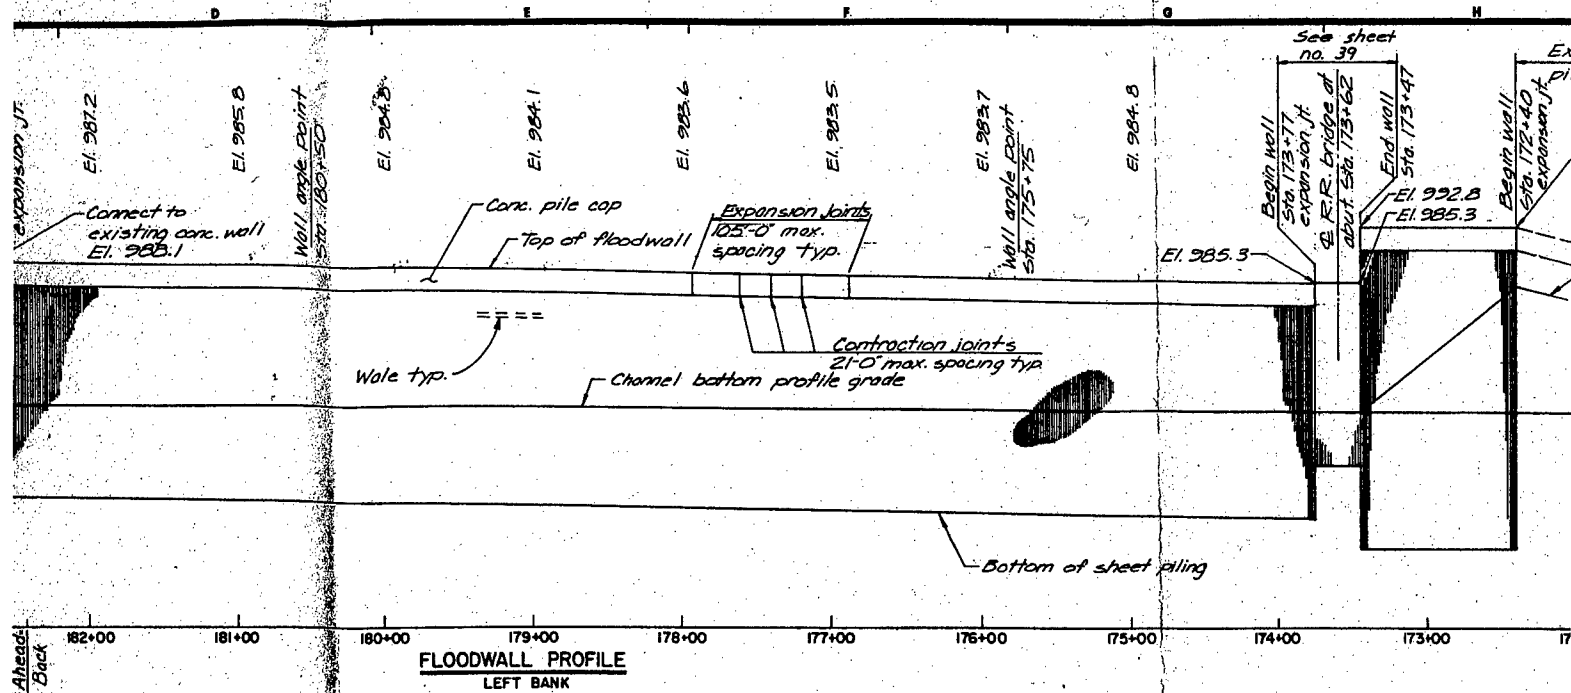 D
E
F
G
H
See sheet
no. 39
expansion jt.
El. 987.2
El. 985.8
Wall angle point
Sta. 180+50
El. 984.8
El. 984.1
El. 983.6
El. 983.5
El. 983.7
Wall angle point
Sta. 175+75
El. 984.8
Begin wall
Sta. 173+77
expansion jt.
℄ R.R. bridge at
abut. Sta. 173+62
End wall
Sta. 173+47
Begin wall
Sta. 172+40
expansion jt.
Connect to
existing conc. wall
El. 988.1
Conc. pile cap
Top of floodwall
Expansion joints
105'-0" max.
spacing typ.
El. 985.3
El. 992.8
El. 985.3
Wale typ.
Contraction joints
21'-0" max. spacing typ.
Channel bottom profile grade
Bottom of sheet piling
Ahead
Back
182+00
181+00
180+00
179+00
178+00
177+00
176+00
175+00
174+00
173+00
FLOODWALL PROFILE
LEFT BANK